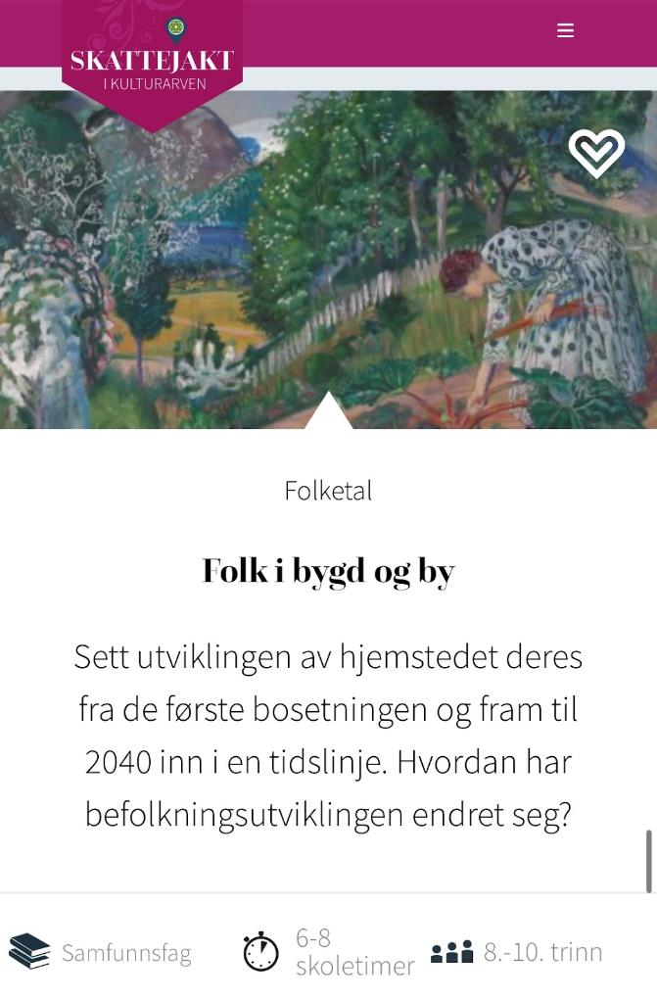 SKATTEJAKT
I KULTURARVEN
Folketal
Folk i bygd og by
Sett utviklingen av hjemstedet deres
fra de første bosetningen og fram til
2040 inn i en tidslinje. Hvordan har
befolkningsutviklingen endret seg?
Samfunnsfag
6-8
skoletimer
8.-10. trinn